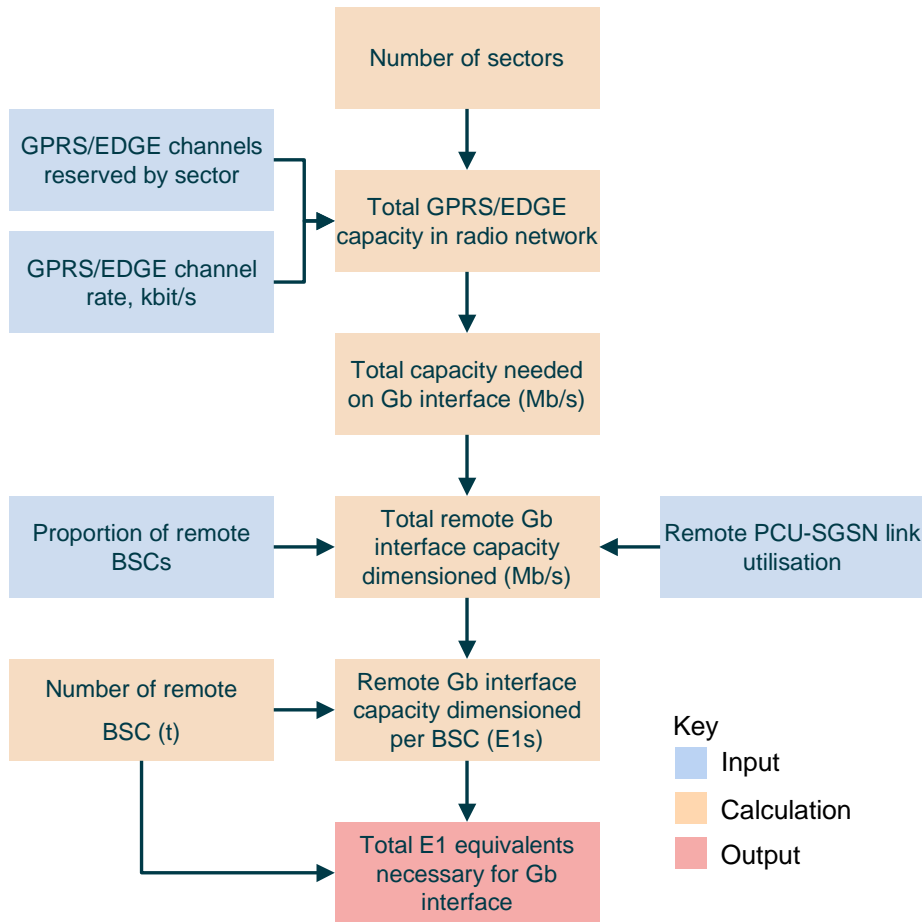 Number of sectors
GPRS/EDGE channels
reserved by sector
Total GPRS/EDGE
capacity in radio network
GPRS/EDGE channel
rate, kbit/s
Total capacity needed
on Gb interface (Mb/s)
Proportion of remote
BSCs
Total remote Gb
interface capacity
dimensioned (Mb/s)
Remote PCU-SGSN link
utilisation
Number of remote
BSC (t)
Remote Gb interface
capacity dimensioned
per BSC (E1s)
Key
Input
Calculation
Output
Total E1 equivalents
necessary for Gb
interface